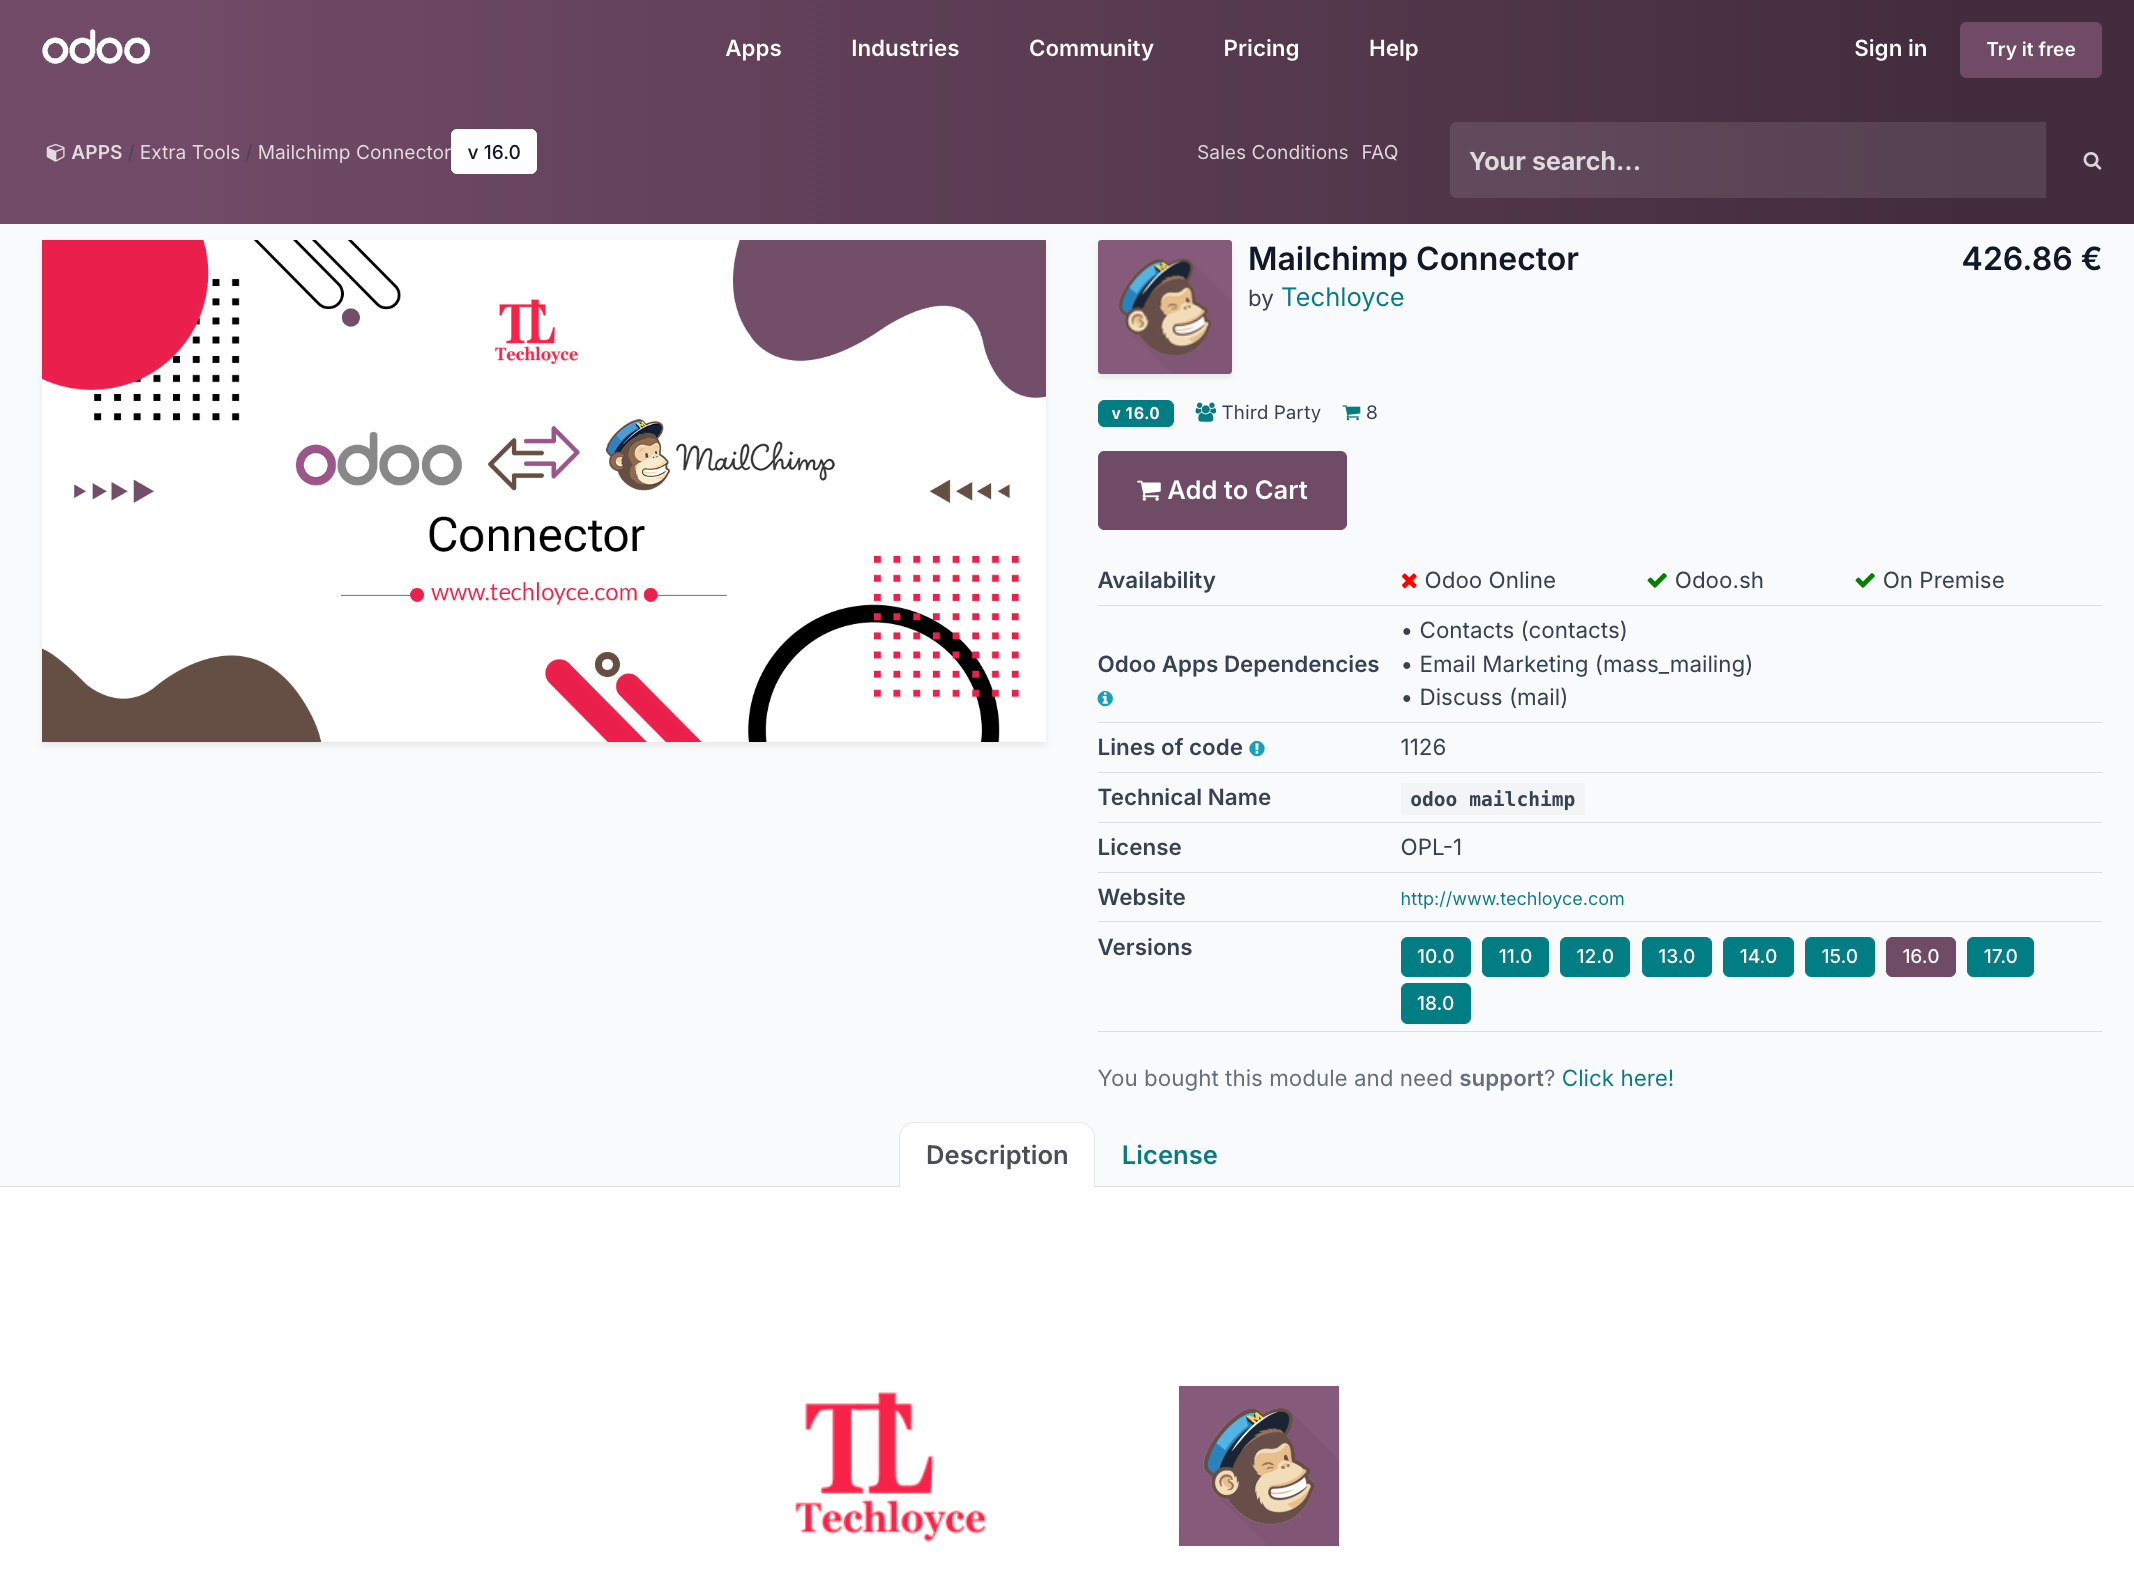 odoo
Apps
Industries
Community
Pricing
Help
Sign in
Try it free
APPS / Extra Tools / Mailchimp Connector v 16.0
Sales Conditions FAQ
Your search...
TL
Techloyce
odoo MailChimp
Connector
www.techloyce.com
Mailchimp Connector
426.86 €
by Techloyce
v 16.0 Third Party 8
Add to Cart
Availability Odoo Online Odoo.sh On Premise
Odoo Apps Dependencies
• Contacts (contacts)
• Email Marketing (mass_mailing)
• Discuss (mail)
Lines of code 1126
Technical Name odoo mailchimp
License OPL-1
Website http://www.techloyce.com
Versions 10.0 11.0 12.0 13.0 14.0 15.0 16.0 17.0
18.0
You bought this module and need support? Click here!
Description License
TL
Techloyce